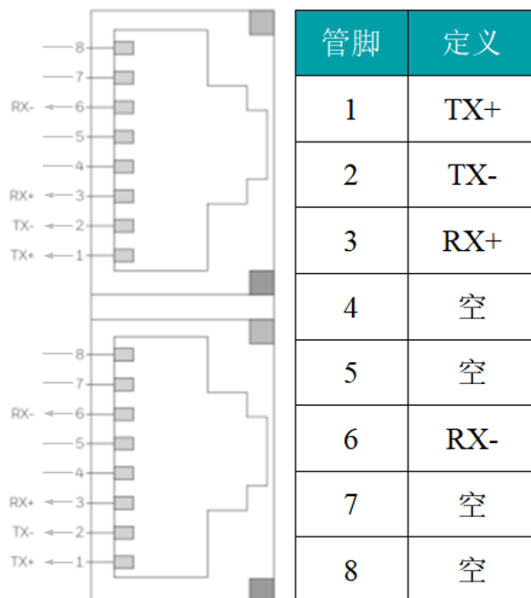 8
7
RX- 6
5
4
RX+ 3
TX- 2
TX+ 1
8
7
RX- 6
5
4
RX+ 3
TX- 2
TX+ 1
管脚 定义
1 TX+
2 TX-
3 RX+
4 空
5 空
6 RX-
7 空
8 空